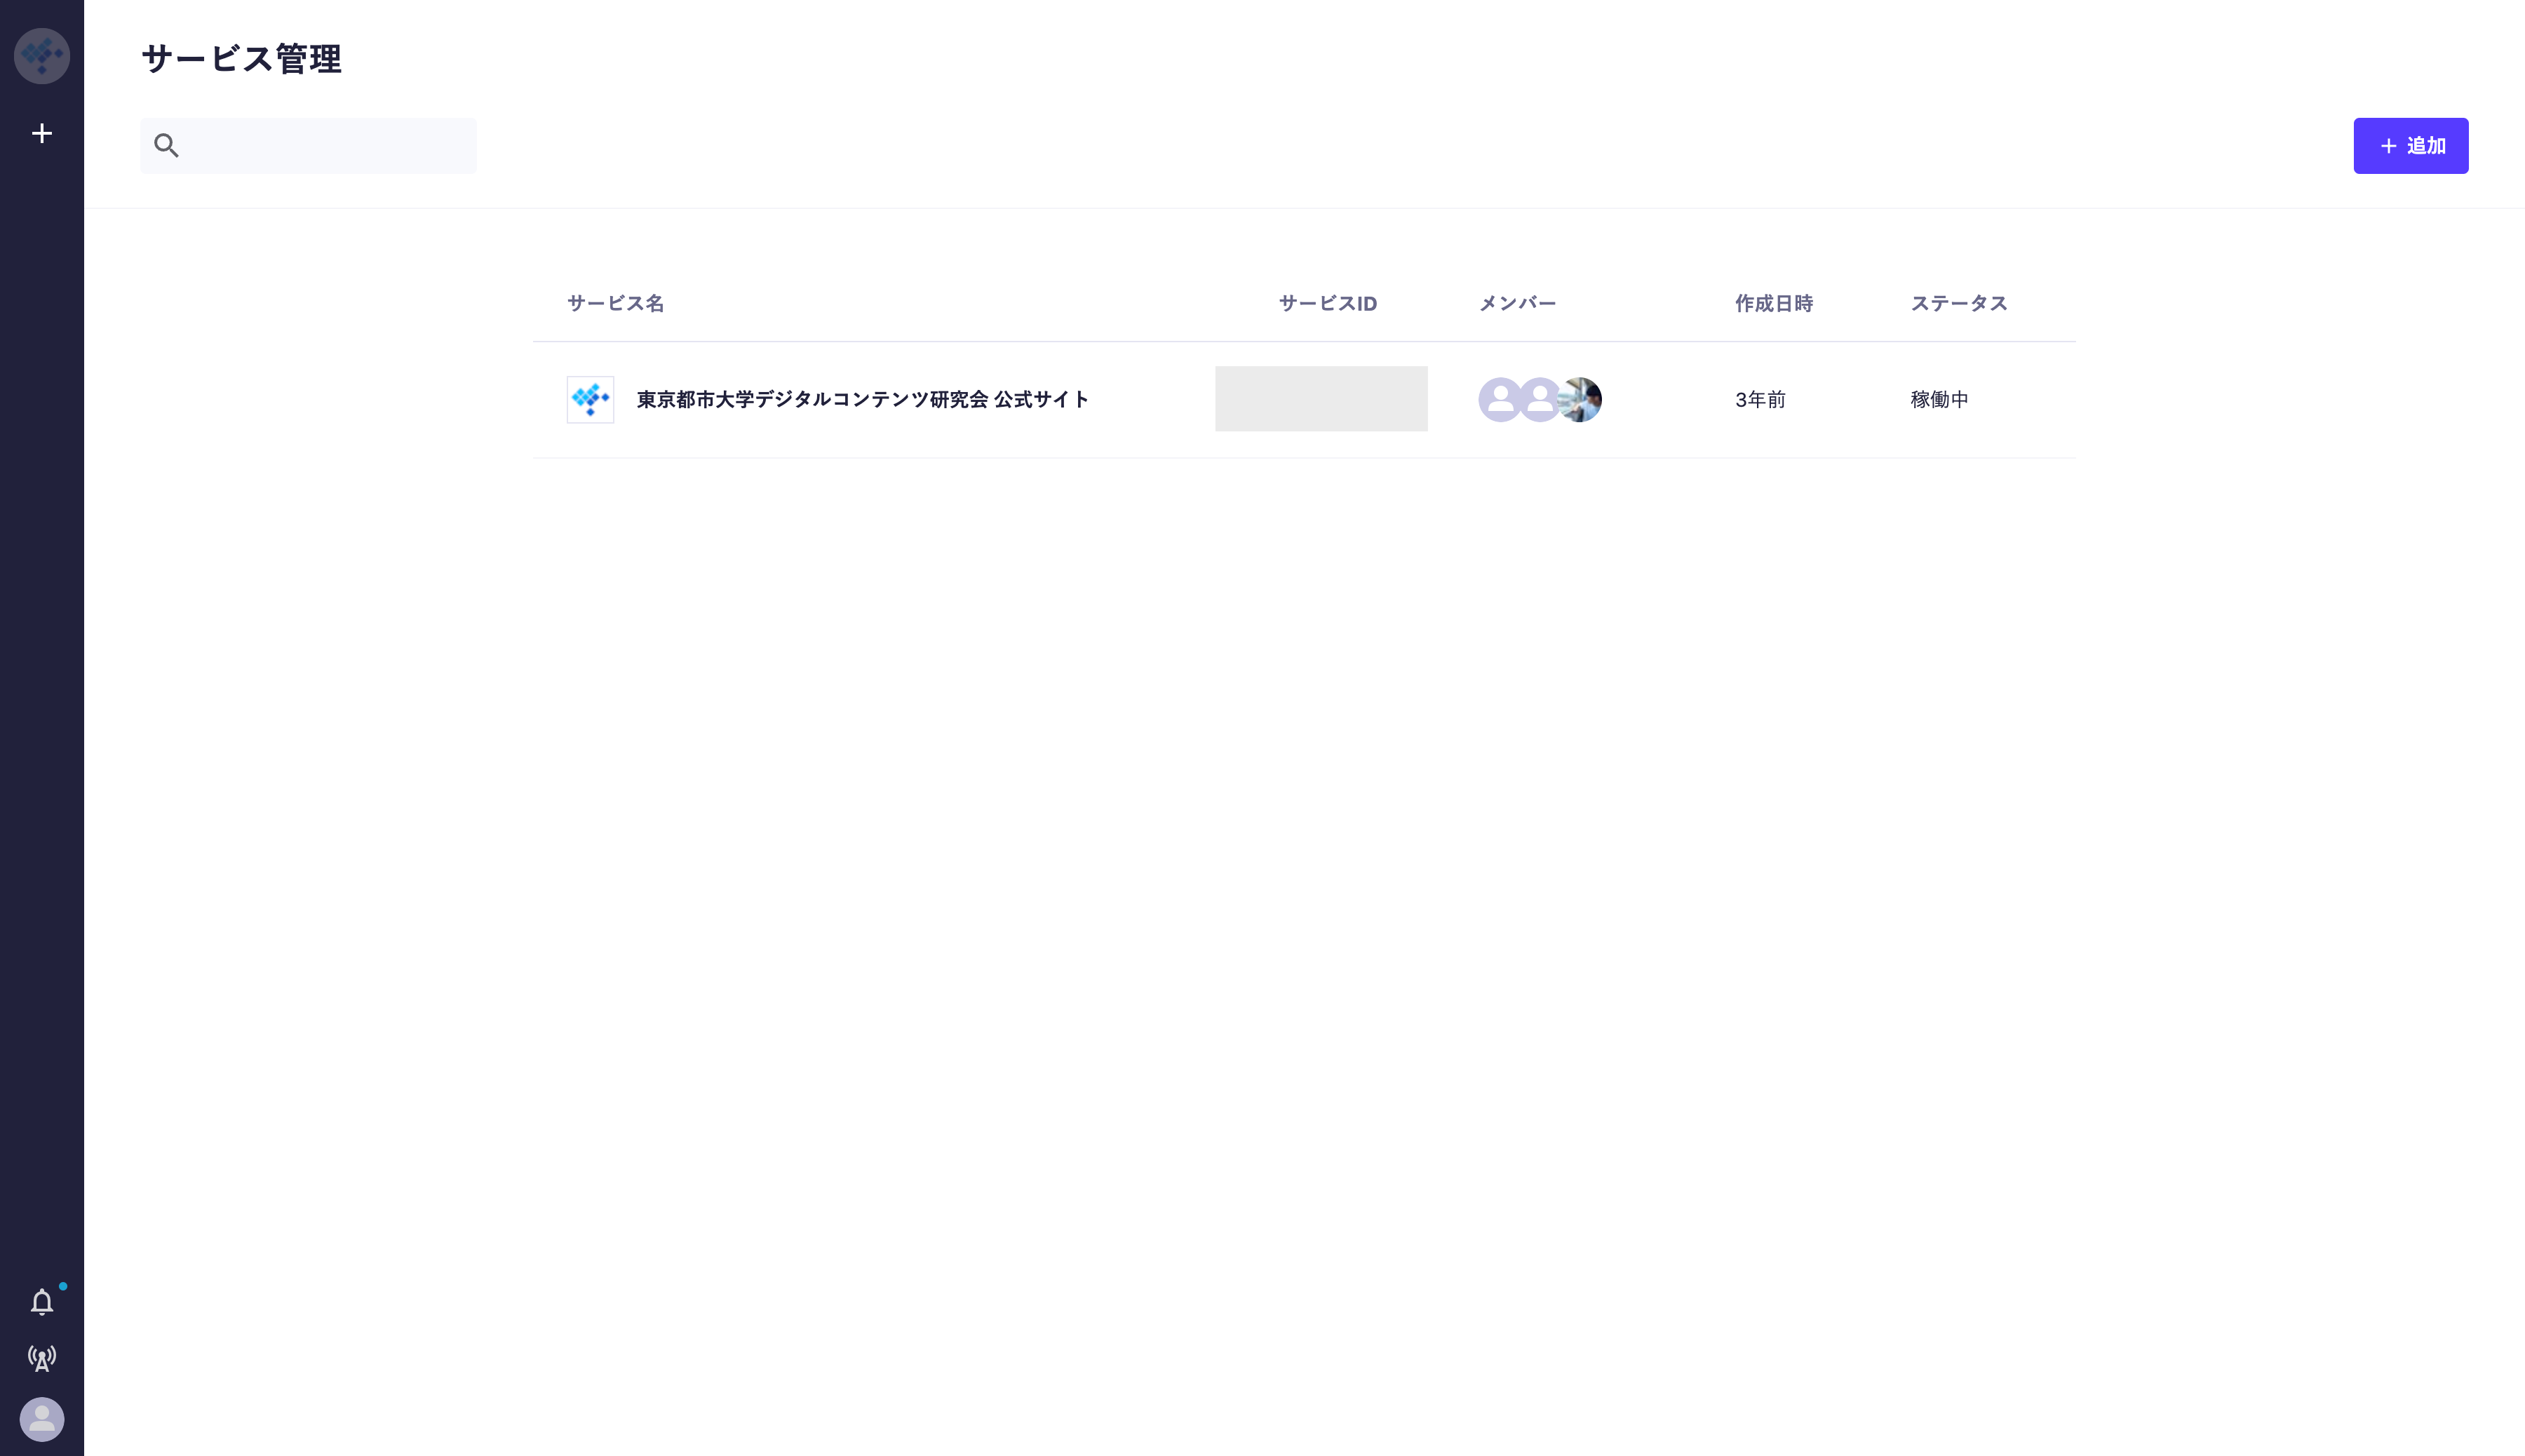 サービス管理
追加
サービス名 サービスID メンバー 作成日時 ステータス
東京都市大学デジタルコンテンツ研究会 公式サイト 3年前 稼働中